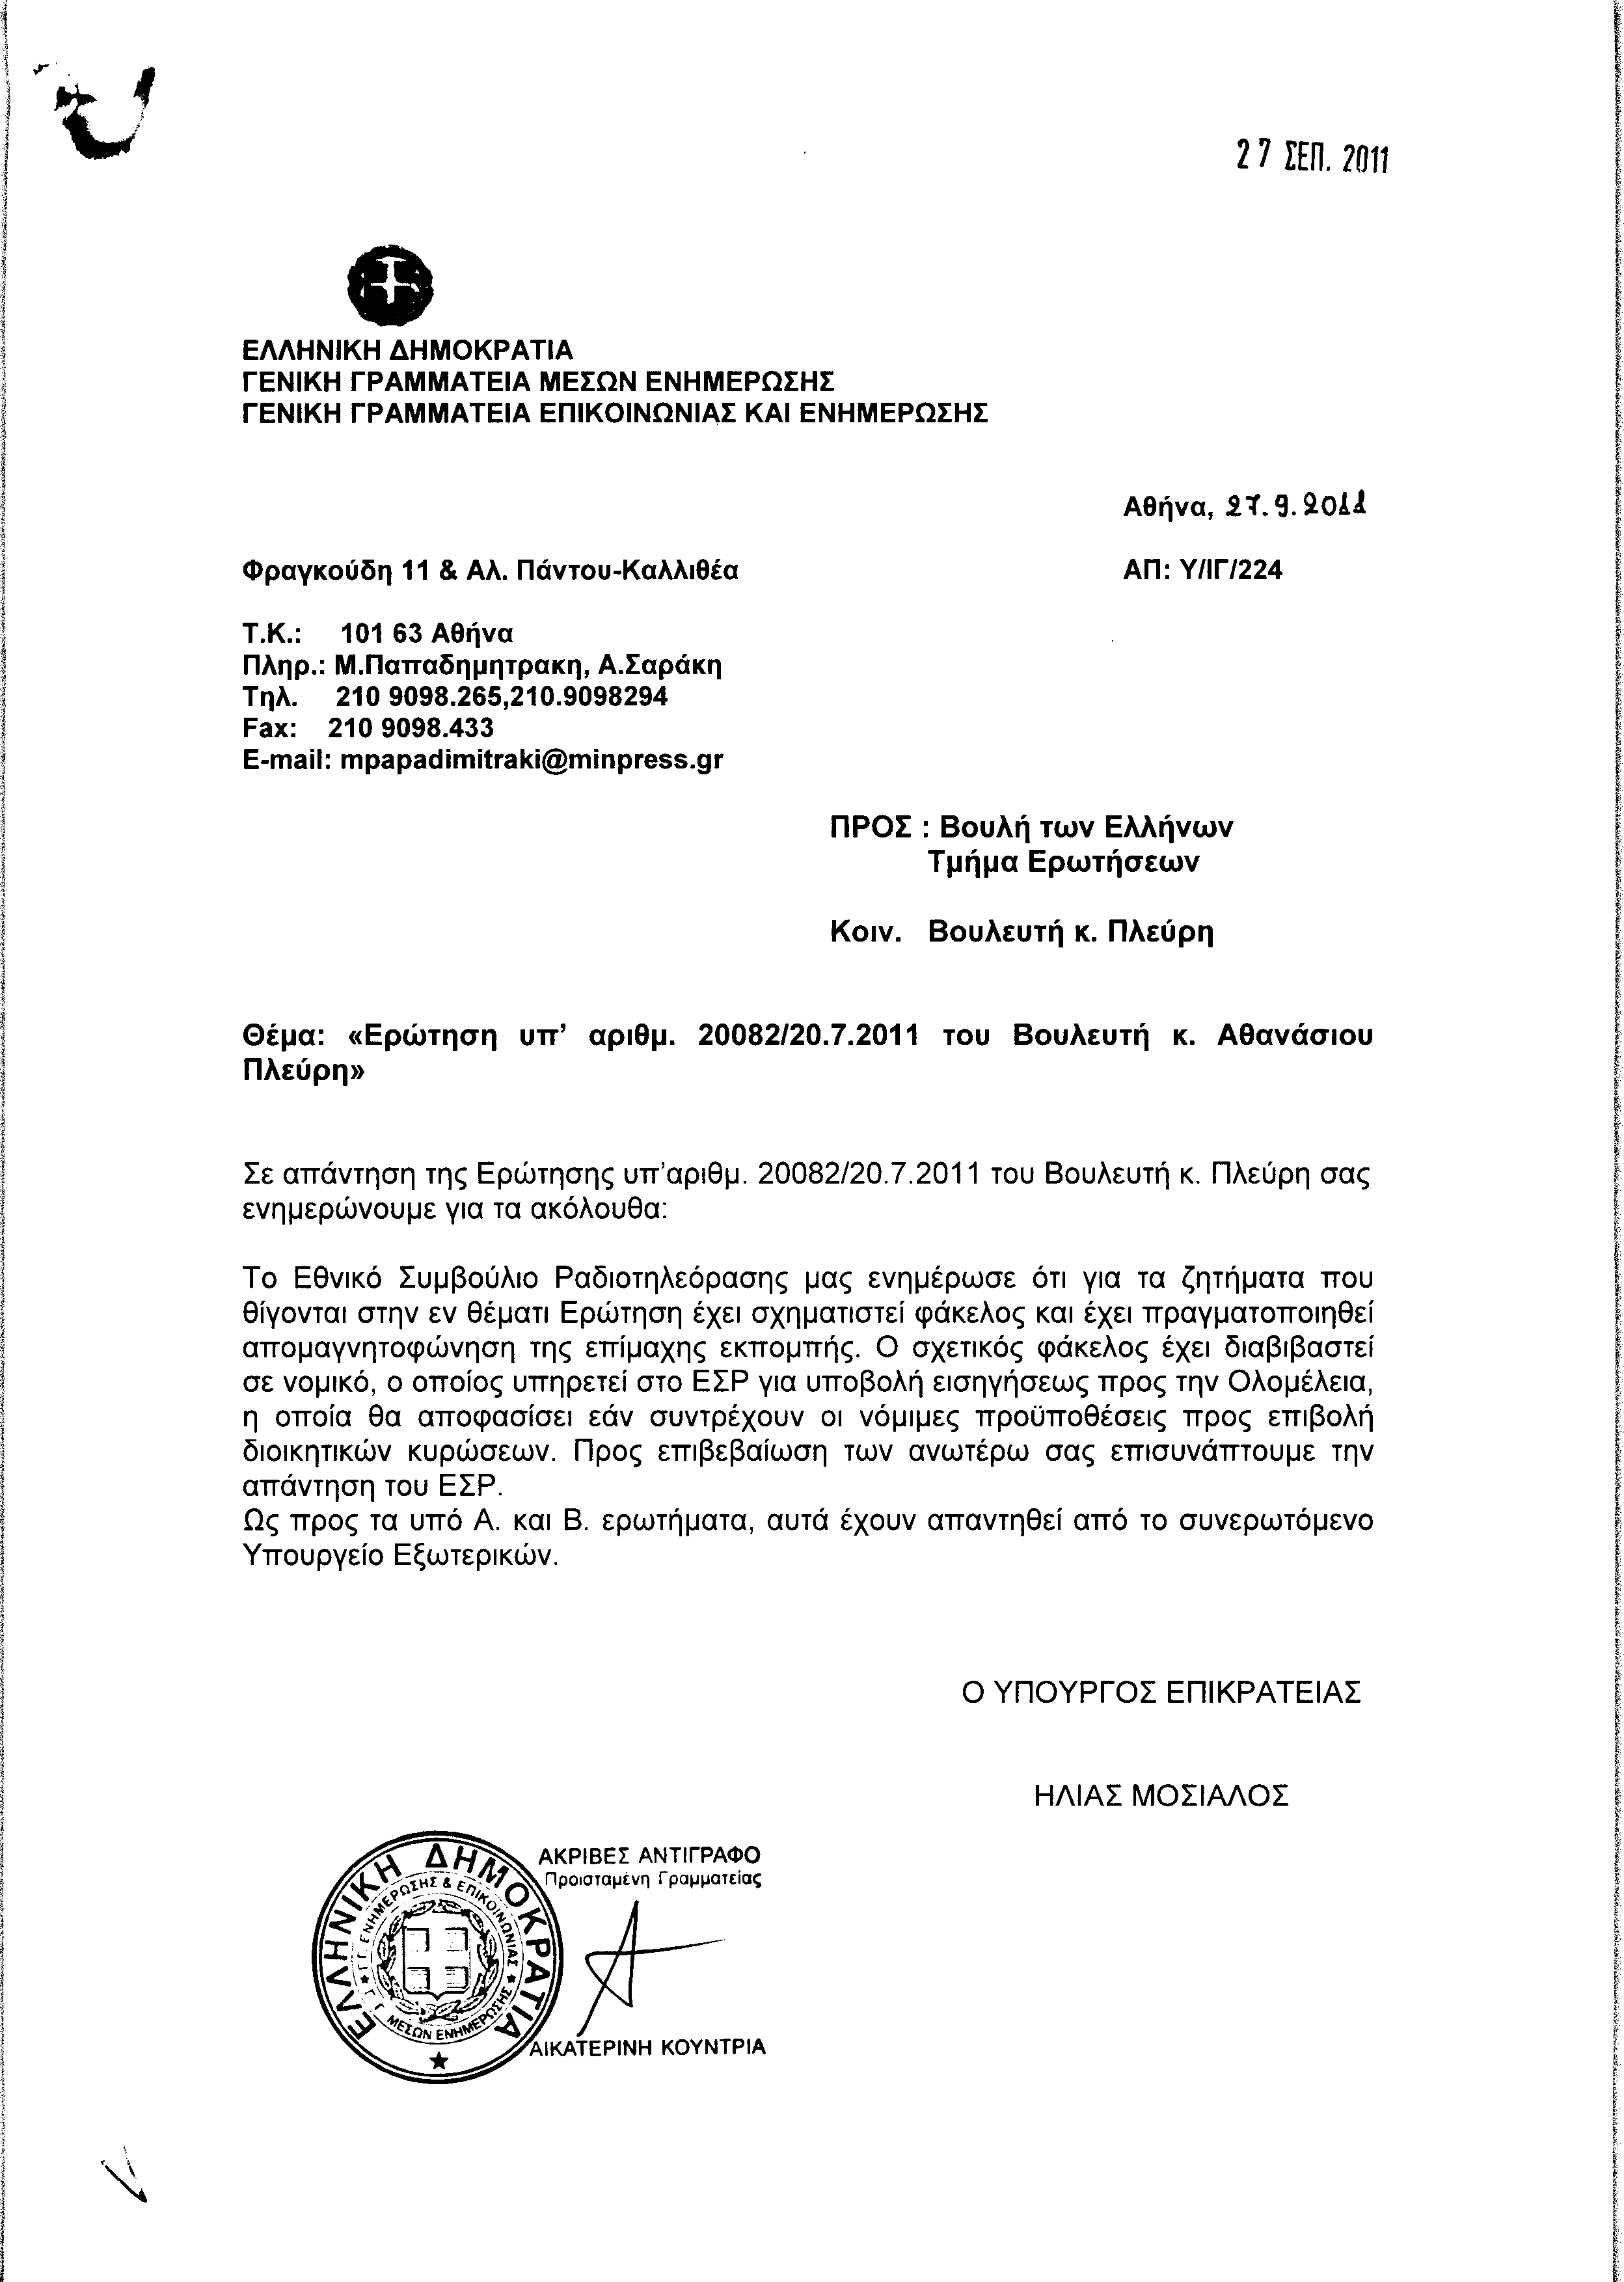 27 ΣΕΠ. 2011
ΕΛΛΗΝΙΚΗ ΔΗΜΟΚΡΑΤΙΑ
ΓΕΝΙΚΗ ΓΡΑΜΜΑΤΕΙΑ ΜΕΣΩΝ ΕΝΗΜΕΡΩΣΗΣ
ΓΕΝΙΚΗ ΓΡΑΜΜΑΤΕΙΑ ΕΠΙΚΟΙΝΩΝΙΑΣ ΚΑΙ ΕΝΗΜΕΡΩΣΗΣ
Αθήνα, 27.9.2011
Φραγκούδη 11 & Αλ. Πάντου-Καλλιθέα
ΑΠ: Υ/ΙΓ/224
Τ.Κ.: 101 63 Αθήνα
Πληρ.: Μ.Παπαδημητρακη, Α.Σαράκη
Τηλ. 210 9098.265,210.9098294
Fax: 210 9098.433
E-mail: mpapadimitraki@minpress.gr
ΠΡΟΣ : Βουλή των Ελλήνων
Τμήμα Ερωτήσεων
Κοιν. Βουλευτή κ. Πλεύρη
Θέμα: «Ερώτηση υπ’ αριθμ. 20082/20.7.2011 του Βουλευτή κ. Αθανάσιου
Πλεύρη»
Σε απάντηση της Ερώτησης υπ’αριθμ. 20082/20.7.2011 του Βουλευτή κ. Πλεύρη σας
ενημερώνουμε για τα ακόλουθα:
Το Εθνικό Συμβούλιο Ραδιοτηλεόρασης μας ενημέρωσε ότι για τα ζητήματα που
θίγονται στην εν θέματι Ερώτηση έχει σχηματιστεί φάκελος και έχει πραγματοποιηθεί
απομαγνητοφώνηση της επίμαχης εκπομπής. Ο σχετικός φάκελος έχει διαβιβαστεί
σε νομικό, ο οποίος υπηρετεί στο ΕΣΡ για υποβολή εισηγήσεως προς την Ολομέλεια,
η οποία θα αποφασίσει εάν συντρέχουν οι νόμιμες προϋποθέσεις προς επιβολή
διοικητικών κυρώσεων. Προς επιβεβαίωση των ανωτέρω σας επισυνάπτουμε την
απάντηση του ΕΣΡ.
Ως προς τα υπό Α. και Β. ερωτήματα, αυτά έχουν απαντηθεί από το συνερωτόμενο
Υπουργείο Εξωτερικών.
Ο ΥΠΟΥΡΓΟΣ ΕΠΙΚΡΑΤΕΙΑΣ
ΗΛΙΑΣ ΜΟΣΙΑΛΟΣ
ΑΚΡΙΒΕΣ ΑΝΤΙΓΡΑΦΟ
Προισταμένη Γραμματείας
ΑΙΚΑΤΕΡΙΝΗ ΚΟΥΝΤΡΙΑ
ΕΛΛΗΝΙΚΗ ΔΗΜΟΚΡΑΤΙΑ
Γ.Γ. ΕΝΗΜΕΡΩΣΗΣ & ΕΠΙΚΟΙΝΩΝΙΑΣ
Γ.Γ. ΜΕΣΩΝ ΕΝΗΜΕΡΩΣΗΣ